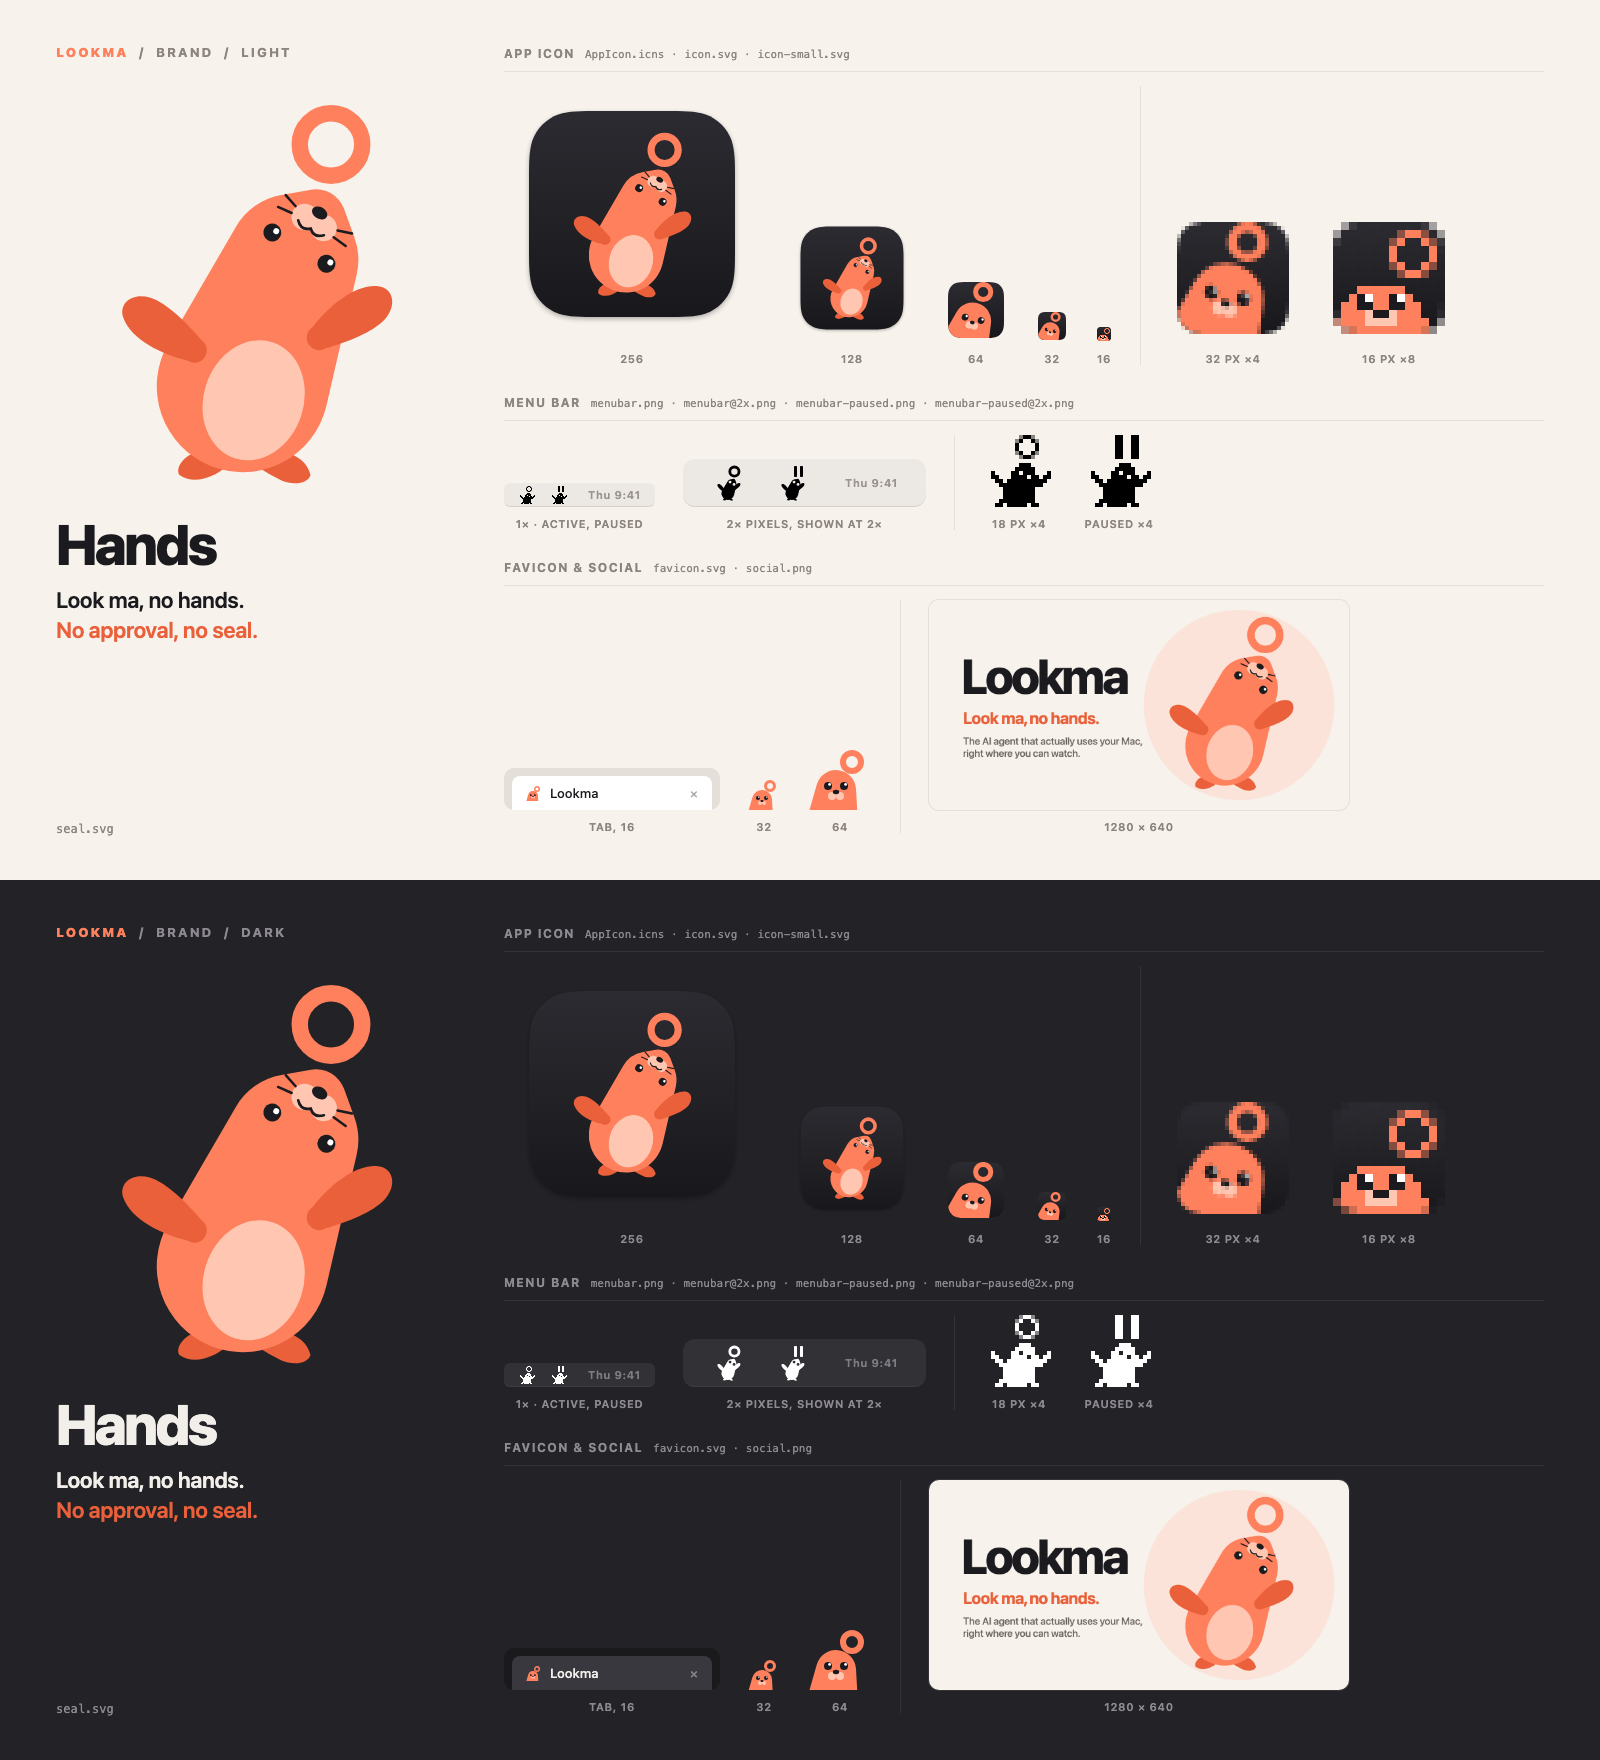 LOOKMA / BRAND / LIGHT
Hands
Look ma, no hands.
No approval, no seal.
seal.svg
APP ICON AppIcon.icns · icon.svg · icon-small.svg
256
128
64
32
16
32 PX ×4
16 PX ×8
MENU BAR menubar.png · menubar@2x.png · menubar-paused.png · menubar-paused@2x.png
Thu 9:41
Thu 9:41
1× · ACTIVE, PAUSED
2× PIXELS, SHOWN AT 2×
18 PX ×4
PAUSED ×4
FAVICON & SOCIAL favicon.svg · social.png
Lookma ×
TAB, 16
32
64
Lookma
Look ma, no hands.
The AI agent that actually uses your Mac,
right where you can watch.
1280 × 640
LOOKMA / BRAND / DARK
Hands
Look ma, no hands.
No approval, no seal.
seal.svg
APP ICON AppIcon.icns · icon.svg · icon-small.svg
256
128
64
32
16
32 PX ×4
16 PX ×8
MENU BAR menubar.png · menubar@2x.png · menubar-paused.png · menubar-paused@2x.png
Thu 9:41
Thu 9:41
1× · ACTIVE, PAUSED
2× PIXELS, SHOWN AT 2×
18 PX ×4
PAUSED ×4
FAVICON & SOCIAL favicon.svg · social.png
Lookma ×
TAB, 16
32
64
Lookma
Look ma, no hands.
The AI agent that actually uses your Mac,
right where you can watch.
1280 × 640